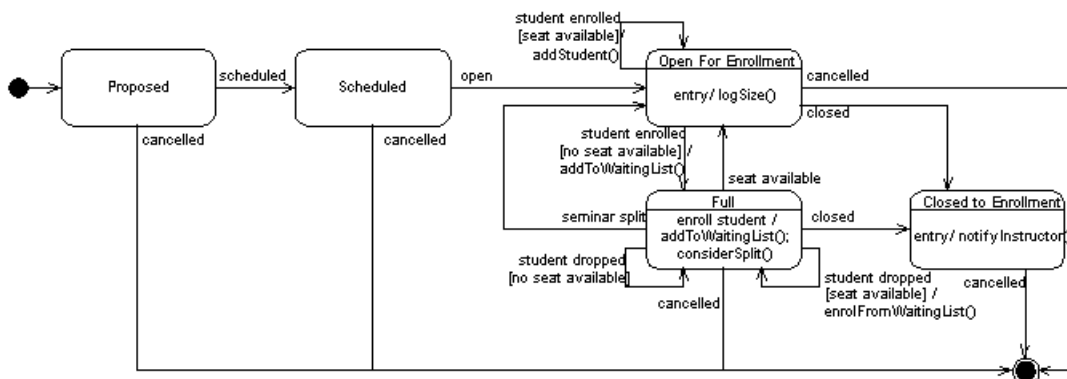 student enrolled
[seat available] /
addStudent()
Open For Enrollment
entry/ logSize()
Proposed
scheduled
Scheduled
open
cancelled
closed
cancelled
cancelled
student enrolled
[no seat available] /
addToWaitingList()
seat available
Full
enroll student /
addToWaitingList();
considerSplit()
seminar split
closed
Closed to Enrollment
entry/ notifyInstructor()
student dropped
[no seat available]
cancelled
student dropped
[seat available] /
enrolFromWaitingList()
cancelled